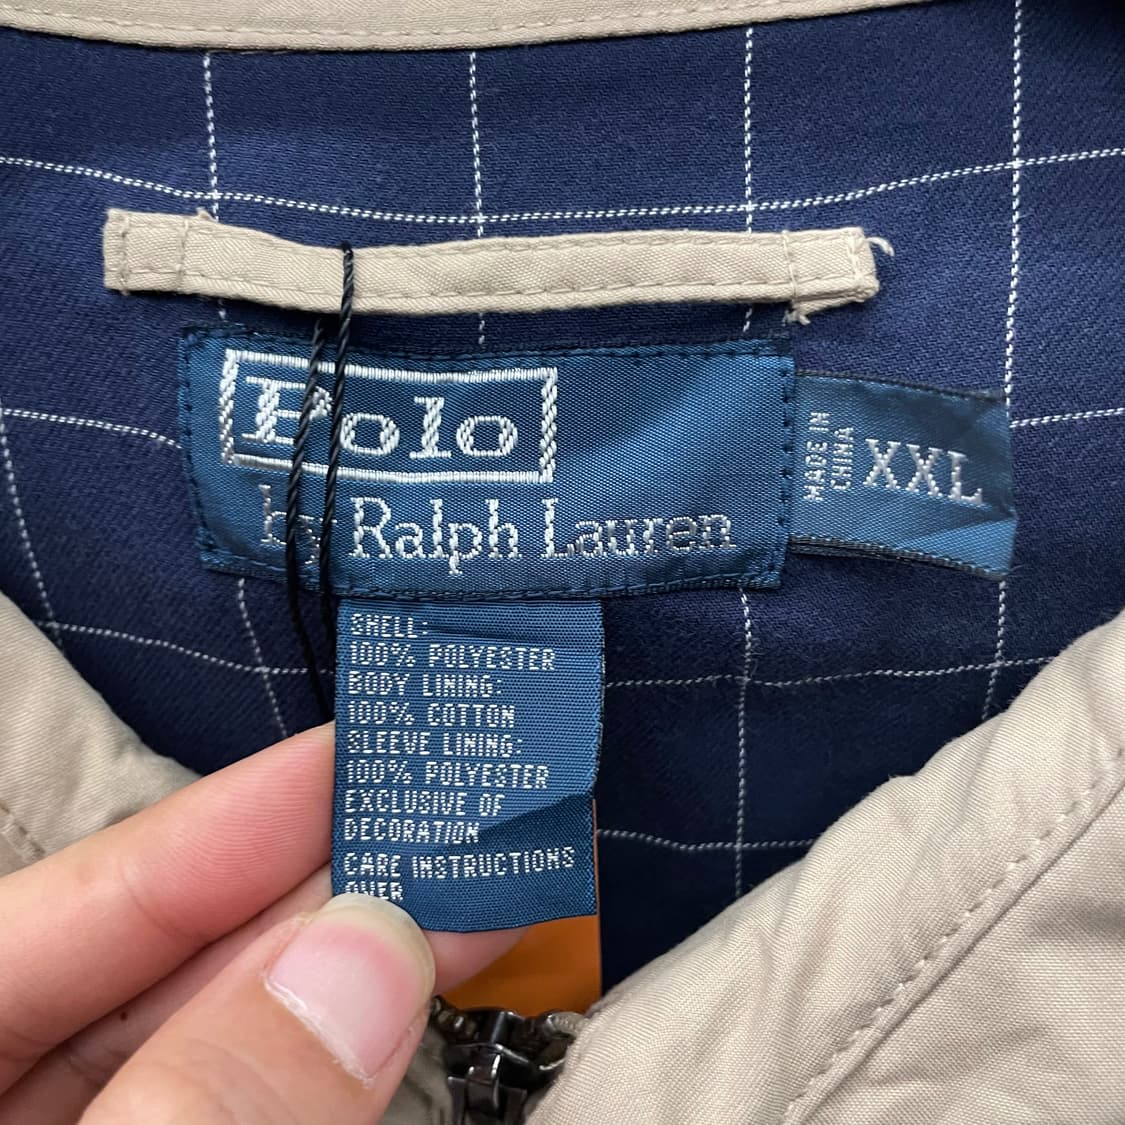 Polo
by Ralph Lauren
MADE IN
CHINA
XXL
SHELL:
100% POLYESTER
BODY LINING:
100% COTTON
SLEEVE LINING:
100% POLYESTER
EXCLUSIVE OF
DECORATION
CARE INSTRUCTIONS
OVER